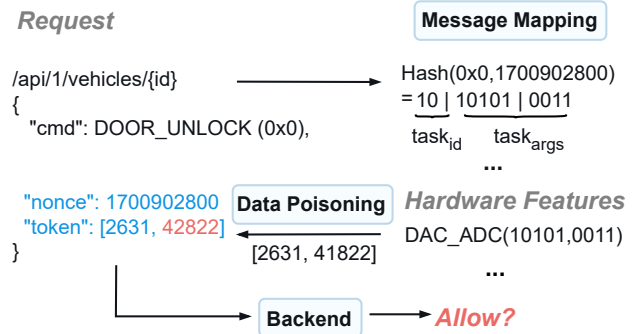 Request
Message Mapping
/api/1/vehicles/{id}
{
"cmd": DOOR_UNLOCK (0x0),
Hash(0x0,1700902800)
= 10 | 10101 | 0011
task_id task_args
...
"nonce": 1700902800
"token": [2631, 42822]
}
Data Poisoning
[2631, 41822]
Hardware Features
DAC_ADC(10101,0011)
...
Backend
Allow?